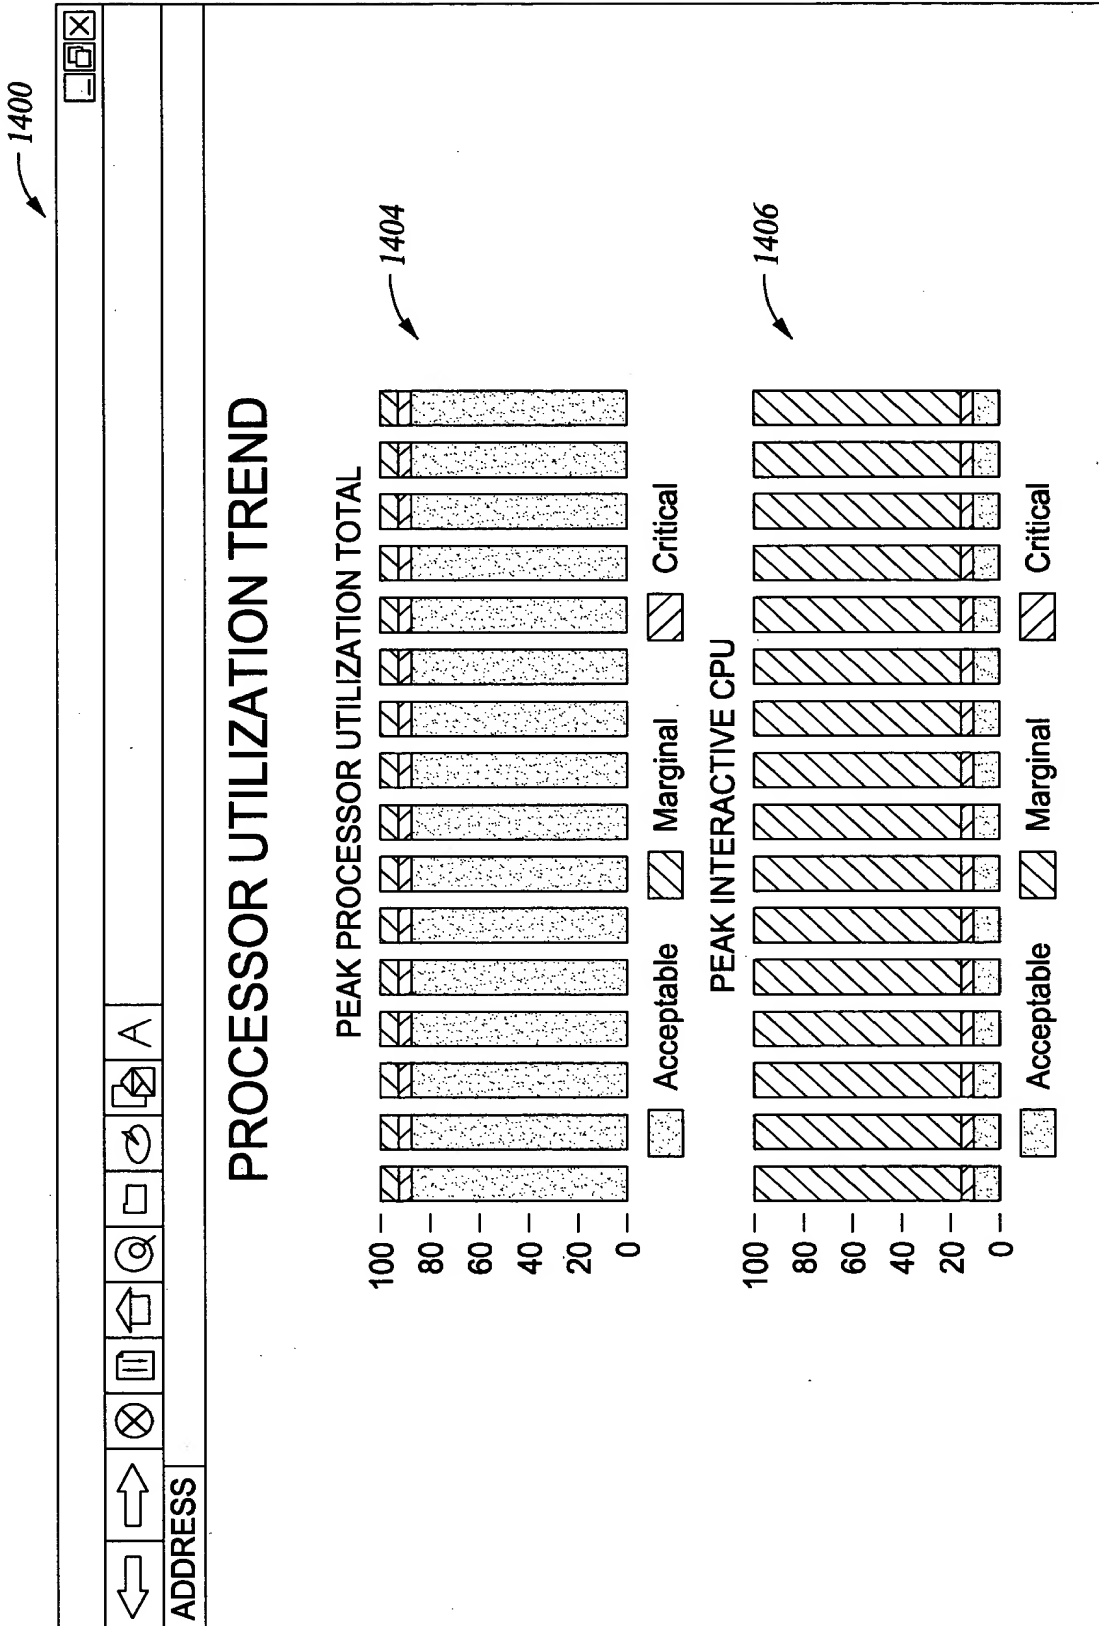 1400
A
ADDRESS
PROCESSOR UTILIZATION TREND
PEAK PROCESSOR UTILIZATION TOTAL
1404
100
80
60
40
20
0
Acceptable Marginal Critical
PEAK INTERACTIVE CPU
1406
100
80
60
40
20
0
Acceptable Marginal Critical